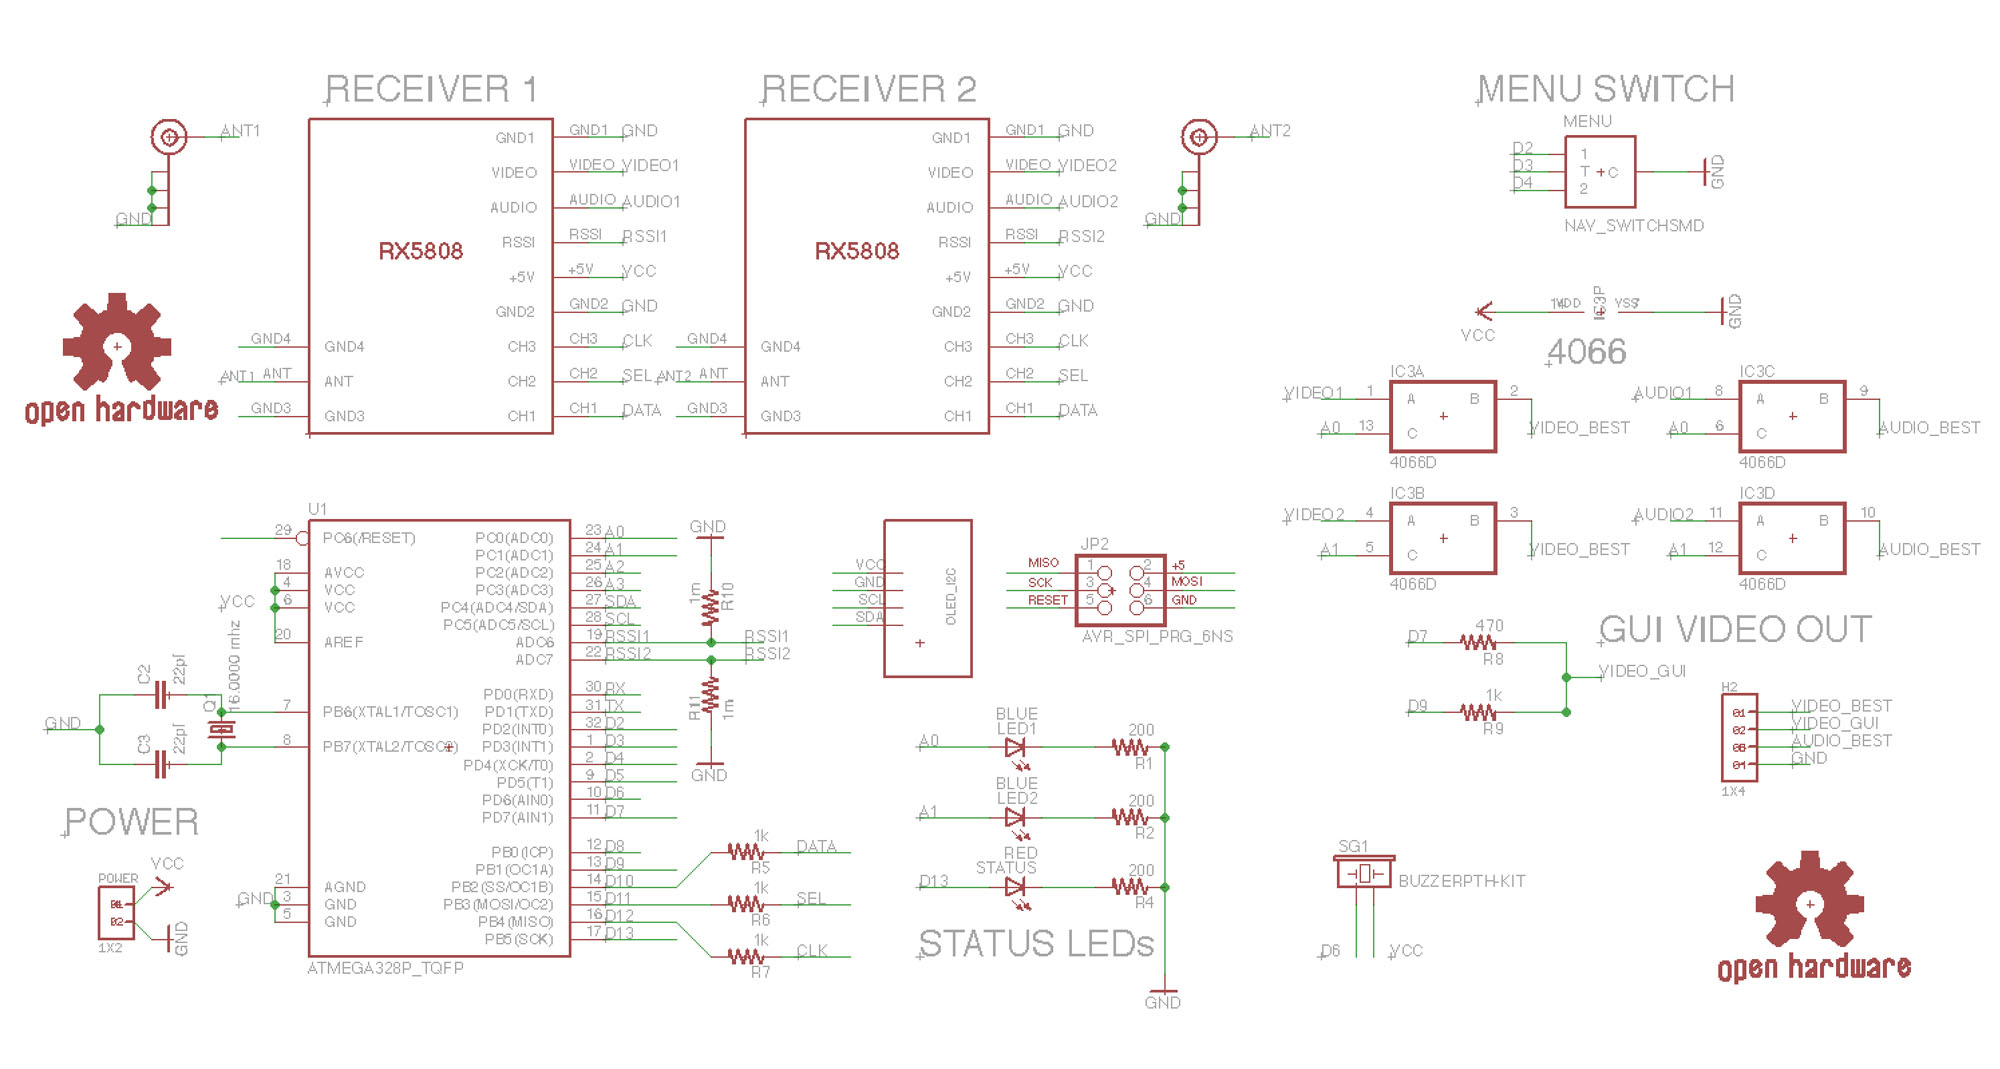 RECEIVER 1
RECEIVER 2
MENU SWITCH
ANT1
GND
GND1
GND1
GND
VIDEO
VIDEO
VIDEO1
AUDIO
AUDIO
AUDIO1
RSSI
RSSI
RSSI1
+5V
+5V
VCC
GND2
GND2
GND
CH3
CH3
CLK
CH2
CH2
SEL
CH1
CH1
DATA
RX5808
GND4
GND4
ANT1
ANT
ANT
GND3
GND3
GND1
GND1
GND
VIDEO
VIDEO
VIDEO2
AUDIO
AUDIO
AUDIO2
RSSI
RSSI
RSSI2
+5V
+5V
VCC
GND2
GND2
GND
CH3
CH3
CLK
CH2
CH2
SEL
CH1
CH1
DATA
RX5808
GND4
GND4
ANT2
ANT
ANT
GND3
GND3
ANT2
GND
MENU
D2
D3
D4
1
T
2
C
GND
NAV_SWITCHSMD
VCC
VDD
IC3P
VSS
GND
4066
IC3A
VIDEO1
1
A
B
2
A0
13
C
VIDEO_BEST
4066D
IC3C
AUDIO1
8
A
B
9
A0
6
C
AUDIO_BEST
4066D
IC3B
VIDEO2
4
A
B
3
A1
5
C
VIDEO_BEST
4066D
IC3D
AUDIO2
11
A
B
10
A1
12
C
AUDIO_BEST
4066D
open hardware
U1
29
PC6(/RESET)
18
AVCC
4
VCC
6
VCC
VCC
20
AREF
7
PB6(XTAL1/TOSC1)
8
PB7(XTAL2/TOSC2)
21
AGND
3
GND
GND
5
GND
PC0(ADC0)
23
A0
PC1(ADC1)
24
A1
PC2(ADC2)
25
A2
PC3(ADC3)
26
A3
PC4(ADC4/SDA)
27
SDA
PC5(ADC5/SCL)
28
SCL
ADC6
19
RSSI1
RSSI1
ADC7
22
RSSI2
RSSI2
PD0(RXD)
30
RX
PD1(TXD)
31
TX
PD2(INT0)
32
D2
PD3(INT1)
1
D3
PD4(XCK/T0)
2
D4
PD5(T1)
9
D5
PD6(AIN0)
10
D6
PD7(AIN1)
11
D7
PB0(ICP)
12
D8
PB1(OC1A)
13
D9
PB2(SS/OC1B)
14
D10
PB3(MOSI/OC2)
15
D11
PB4(MISO)
16
D12
PB5(SCK)
17
D13
ATMEGA328P_TQFP
GND
1m
R10
R11
1m
GND
GND
C2
22pf
C3
22pf
Q1
16.0000 mhz
POWER
VCC
POWER
01
02
1X2
GND
1k
R5
DATA
1k
R6
SEL
1k
R7
CLK
VCC
GND
SCL
SDA
OLED_I2C
JP2
MISO
1
2
+5
SCK
3
4
MOSI
RESET
5
6
GND
AVR_SPI_PRG_6NS
BLUE
LED1
A0
200
R1
BLUE
LED2
A1
200
R2
RED
STATUS
D13
200
R4
STATUS LEDs
GND
GUI VIDEO OUT
D7
470
R8
VIDEO_GUI
D9
1k
R9
H2
01
VIDEO_BEST
02
VIDEO_GUI
03
AUDIO_BEST
04
GND
1X4
SG1
BUZZERPTH-KIT
D6
VCC
open hardware